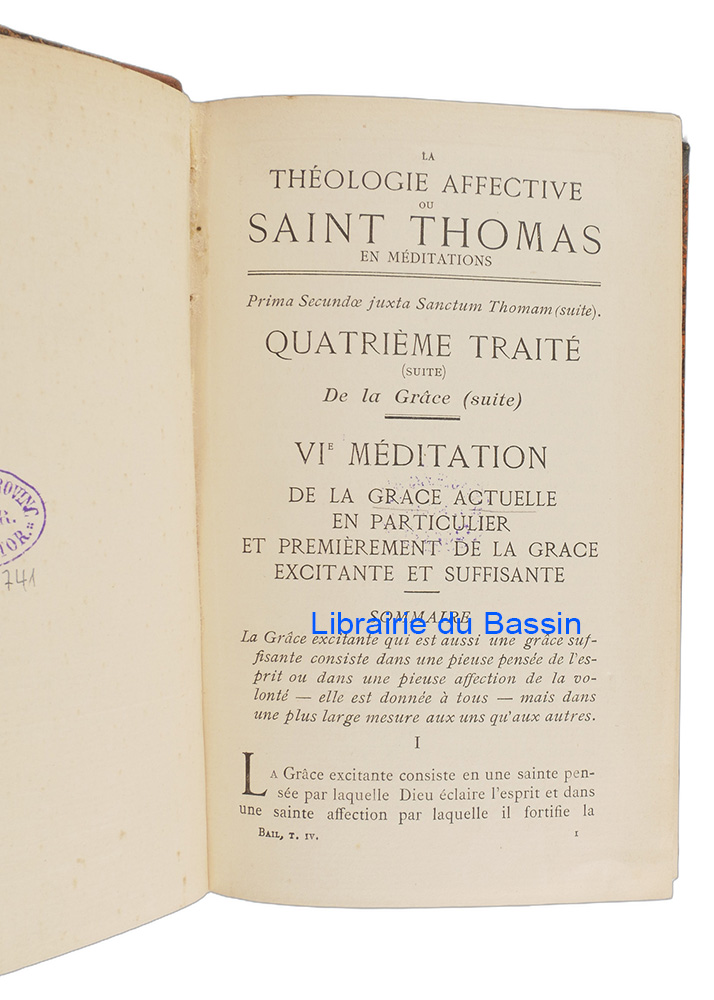 LA
THÉOLOGIE AFFECTIVE
OU
SAINT THOMAS
EN MÉDITATIONS
Prima Secundæ juxta Sanctum Thomam (suite).
QUATRIÈME TRAITÉ
(SUITE)
De la Grâce (suite)
VIE MÉDITATION
DE LA GRACE ACTUELLE
EN PARTICULIER
ET PREMIÈREMENT DE LA GRACE
EXCITANTE ET SUFFISANTE
SOMMAIRE
Librairie du Bassin
La Grâce excitante qui est aussi une grâce suf-
fisante consiste dans une pieuse pensée de l'es-
prit ou dans une pieuse affection de la vo-
lonté — elle est donnée à tous — mais dans
une plus large mesure aux uns qu'aux autres.
I
LA Grâce excitante consiste en une sainte pen-
sée par laquelle Dieu éclaire l'esprit et dans
une sainte affection par laquelle il fortifie la
BAIL, T. IV. 1
ROVINC
R.
TOR.
741